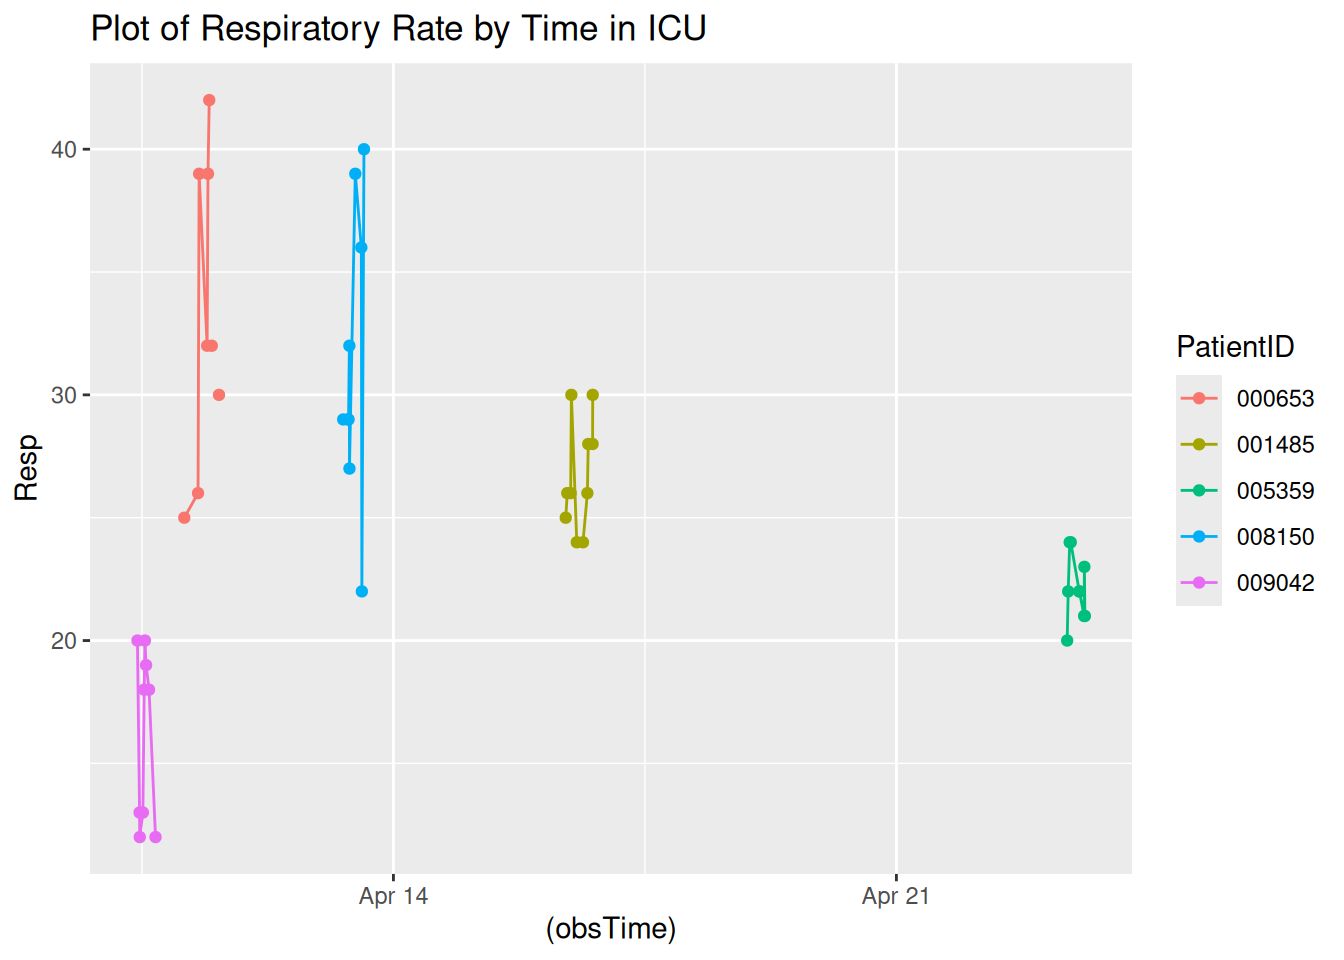 Plot of Respiratory Rate by Time in ICU
40
30
20
Resp
Apr 14
Apr 21
(obsTime)
PatientID
000653
001485
005359
008150
009042